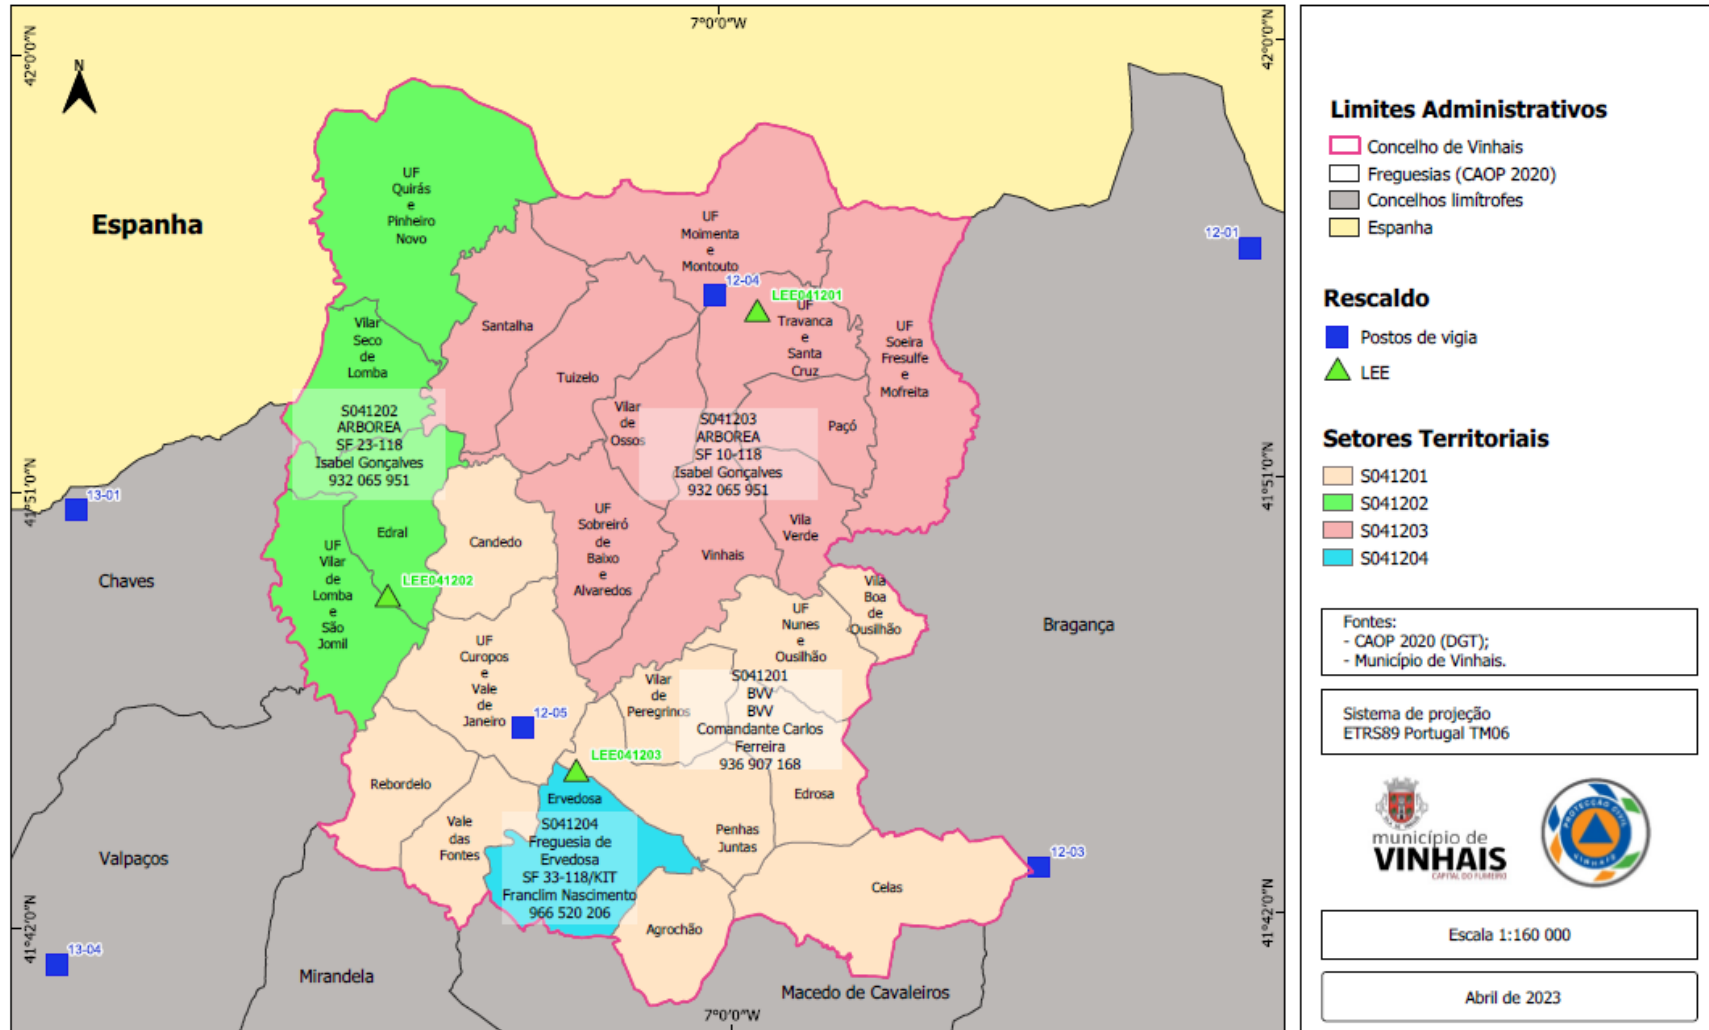 7°0'0"W
42°0'0"N
42°0'0"N
N
Espanha
UF
Quirás
e
Pinheiro
Novo
UF
Moimenta
e
Montouto
12-01
12-04
LEE041201
UF
Travanca
e
Santa
Cruz
UF
Soeira
Fresulfe
e
Mofreita
Santalha
Vilar
Seco
de
Lomba
Tuizelo
Vilar
de
Ossos
Paçó
S041202
ARBOREA
SF 23-118
Isabel Gonçalves
932 065 951
S041203
ARBOREA
SF 10-118
Isabel Gonçalves
932 065 951
41°51'0"N
41°51'0"N
13-01
Chaves
Edral
Candedo
UF
Sobreiró
de
Baixo
e
Alvaredos
Vinhais
Vila
Verde
UF
Vilar
de
Lomba
e
São
Jomil
LEE041202
Vila
Boa
de
Ousilhão
UF
Nunes
e
Ousilhão
Bragança
UF
Curopos
e
Vale
de
Janeiro
Vilar
de
Peregrinos
S041201
BVV
BVV
Comandante Carlos
Ferreira
936 907 168
12-05
LEE041203
Rebordelo
Ervedosa
Edrosa
Vale
das
Fontes
S041204
Freguesia de
Ervedosa
SF 33-118/KIT
Franclim Nascimento
966 520 206
Penhas
Juntas
12-03
Valpaços
Celas
Agrochão
41°42'0"N
41°42'0"N
13-04
Mirandela
Macedo de Cavaleiros
7°0'0"W
Limites Administrativos
Concelho de Vinhais
Freguesias (CAOP 2020)
Concelhos limítrofes
Espanha
Rescaldo
Postos de vigia
LEE
Setores Territoriais
S041201
S041202
S041203
S041204
Fontes:
- CAOP 2020 (DGT);
- Município de Vinhais.
Sistema de projeção
ETRS89 Portugal TM06
município de
VINHAIS
CAPITAL DO FUMEIRO
PROTECÇÃO CIVIL
VINHAIS
Escala 1:160 000
Abril de 2023